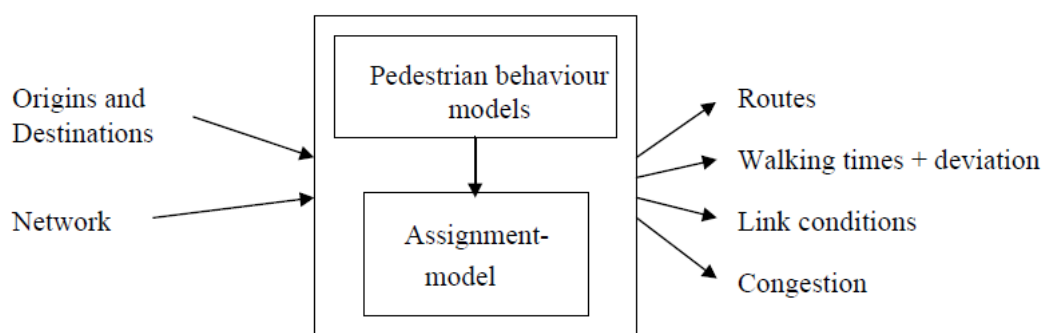 Origins and
Destinations
Network
Pedestrian behaviour
models
Assignment-
model
Routes
Walking times + deviation
Link conditions
Congestion